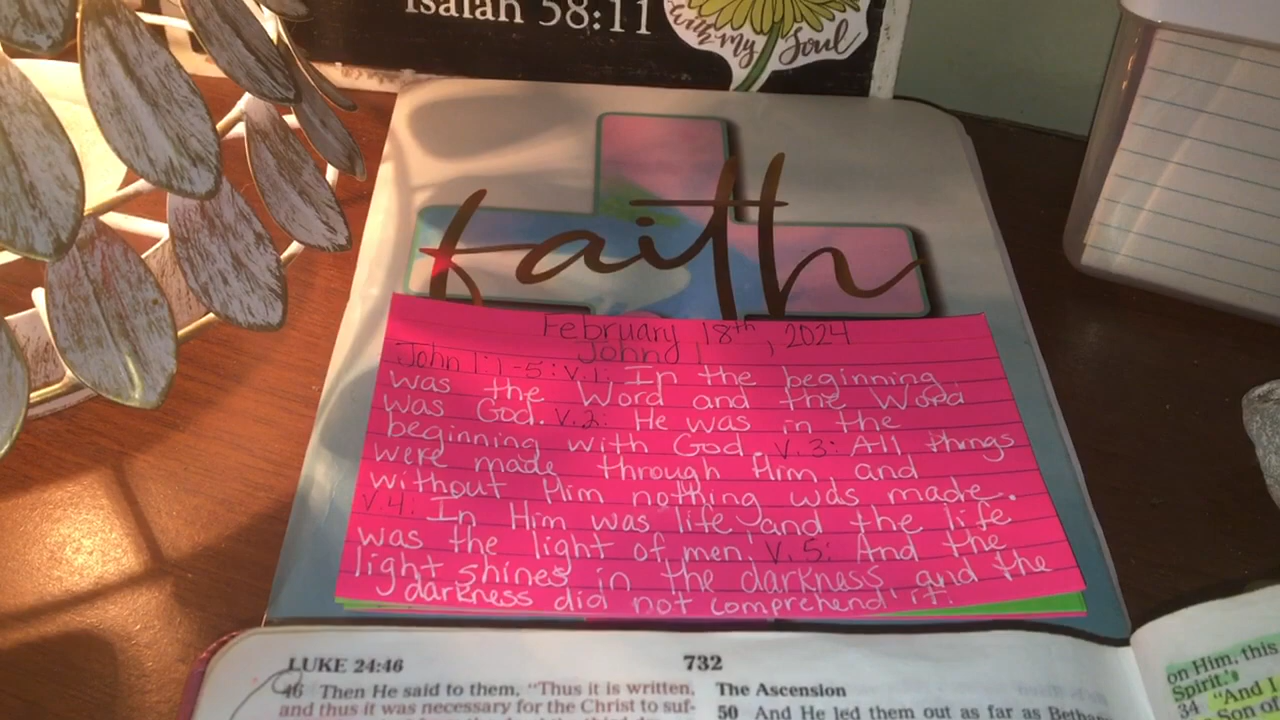 Isaiah 58:11
with My Soul
faith
February 18th, 2024
John 1
John 1:1-5: v.1: In the beginning
was the Word and the Word
was God. v.2: He was in the
beginning with God. v.3: All things
were made through Him and
without Him nothing was made.
v.4: In Him was life and the life
was the light of men. v.5: And the
light shines in the darkness and the
darkness did not comprehend it.
LUKE 24:46
732
46 Then He said to them, "Thus it is written,
and thus it was necessary for the Christ to suf-
The Ascension
50 And He led them out as far as
on Him, this
Spirit.
34 "And I
Son of